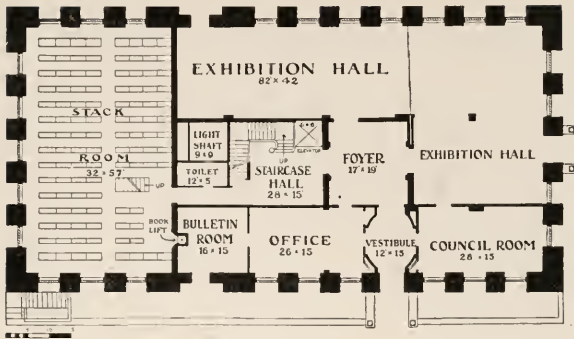 EXHIBITION HALL
82 x 42
STACK
ROOM
32 x 57
UP
LIGHT
SHAFT
9 x 9
TOILET
12 x 5
UP
ELEVATOR
STAIRCASE
HALL
28 x 15
FOYER
17 x 19
EXHIBITION HALL
BOOK
LIFT
BULLETIN
ROOM
16 x 15
OFFICE
26 x 15
VESTIBULE
12 x 15
COUNCIL ROOM
28 x 15